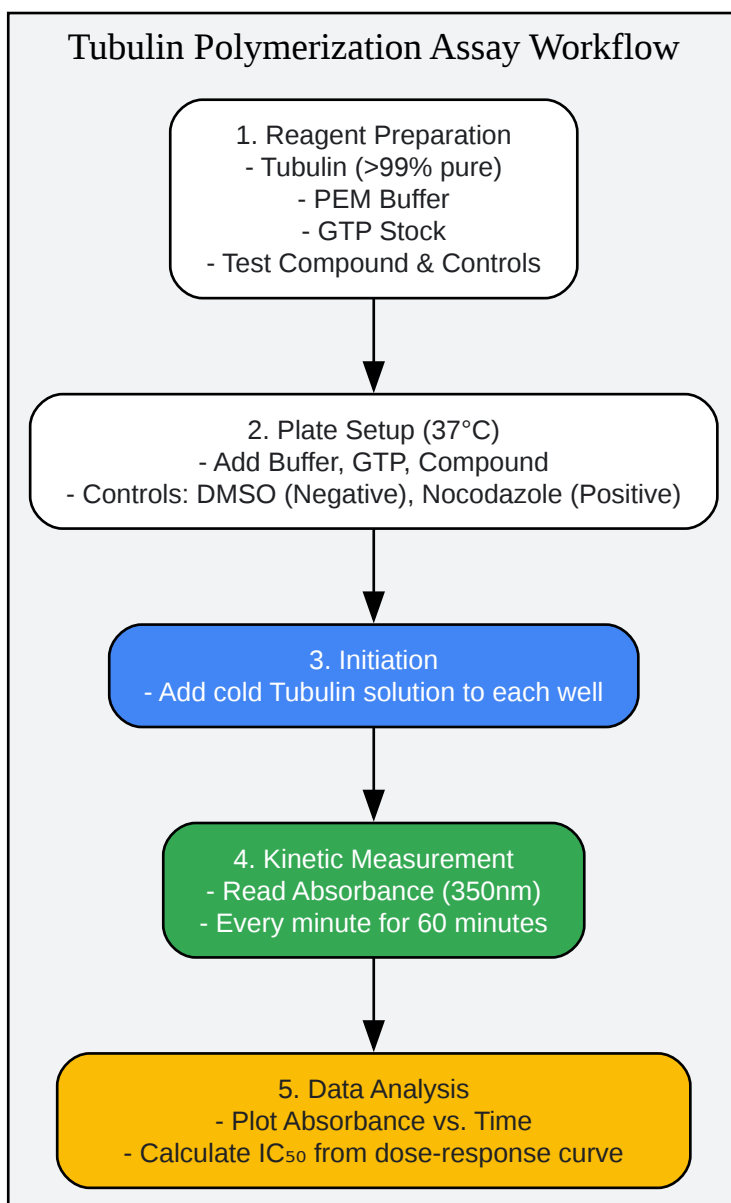 Tubulin Polymerization Assay Workflow
1. Reagent Preparation
- Tubulin (>99% pure)
- PEM Buffer
- GTP Stock
- Test Compound & Controls
2. Plate Setup (37°C)
- Add Buffer, GTP, Compound
- Controls: DMSO (Negative), Nocodazole (Positive)
3. Initiation
- Add cold Tubulin solution to each well
4. Kinetic Measurement
- Read Absorbance (350nm)
- Every minute for 60 minutes
5. Data Analysis
- Plot Absorbance vs. Time
- Calculate IC₅₀ from dose-response curve